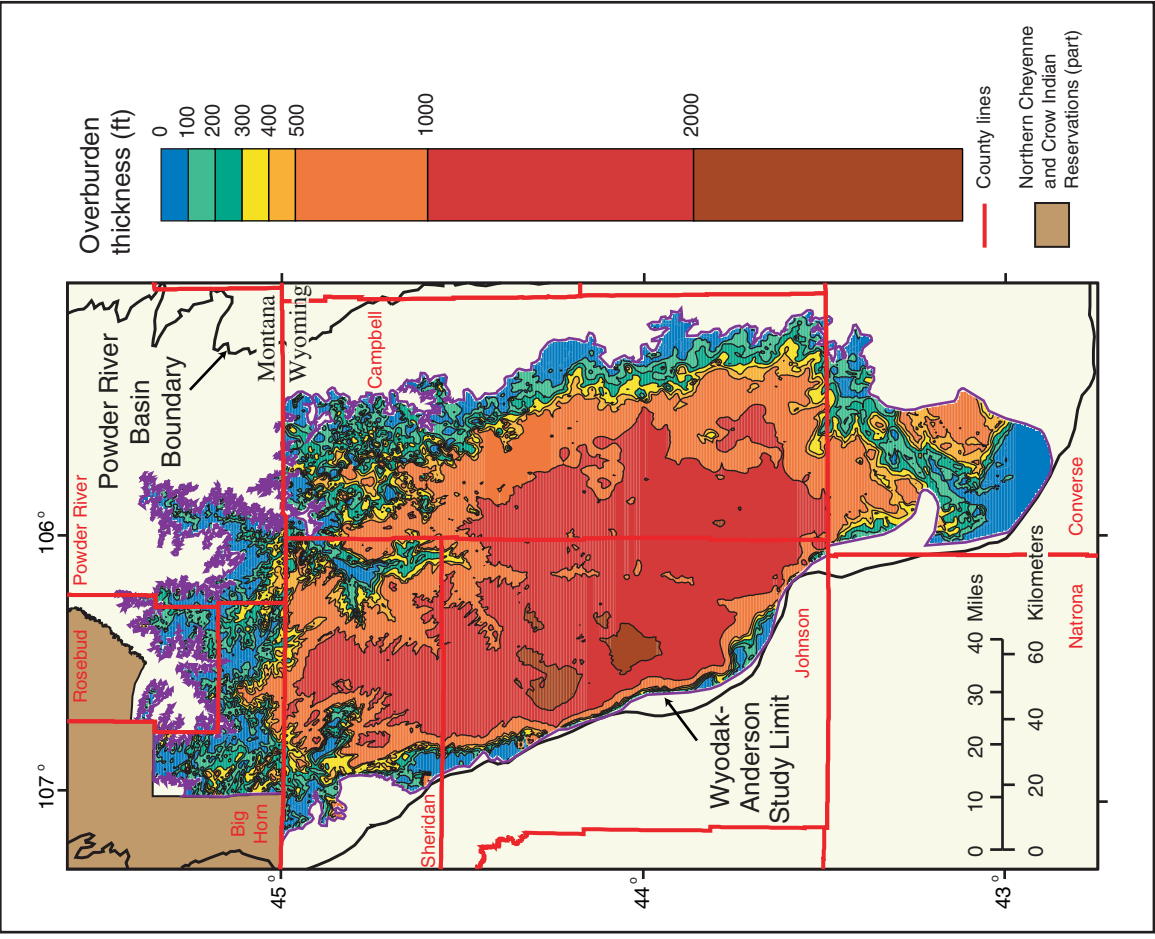 Overburden
thickness (ft)
0
100
200
300
400
500
1000
2000
County lines
Northern Cheyenne
and Crow Indian
Reservations (part)
107°
106°
45°
44°
43°
Powder River
Basin
Boundary
Montana
Wyoming
Rosebud
Powder River
Big
Horn
Sheridan
Campbell
Johnson
Natrona
Converse
Wyodak-
Anderson
Study Limit
0 10 20 30 40 Miles
0 20 40 60 Kilometers